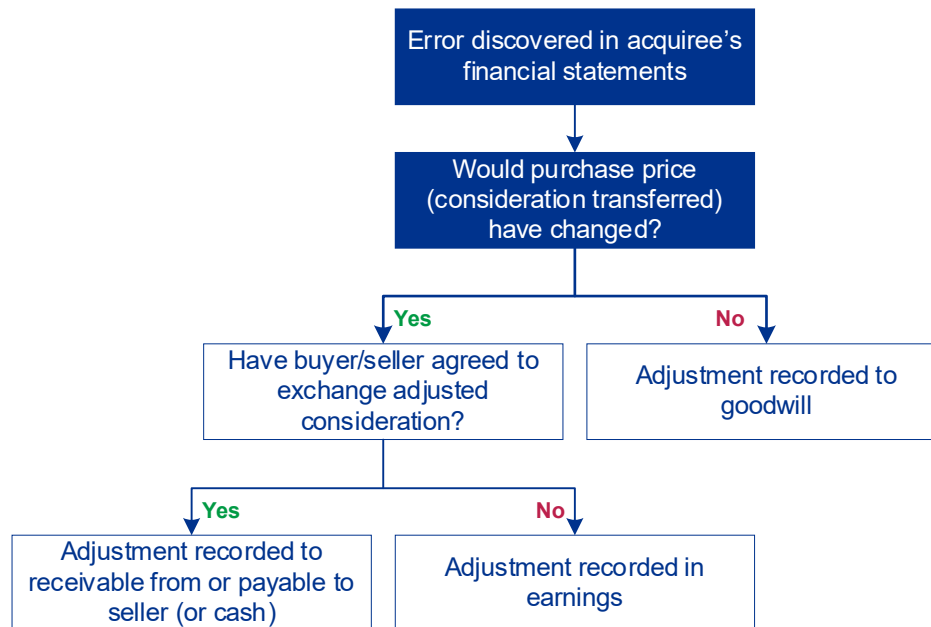 Error discovered in acquiree’s
financial statements
Would purchase price
(consideration transferred)
have changed?
Yes
No
Have buyer/seller agreed to
exchange adjusted
consideration?
Adjustment recorded to
goodwill
Yes
No
Adjustment recorded to
receivable from or payable to
seller (or cash)
Adjustment recorded in
earnings